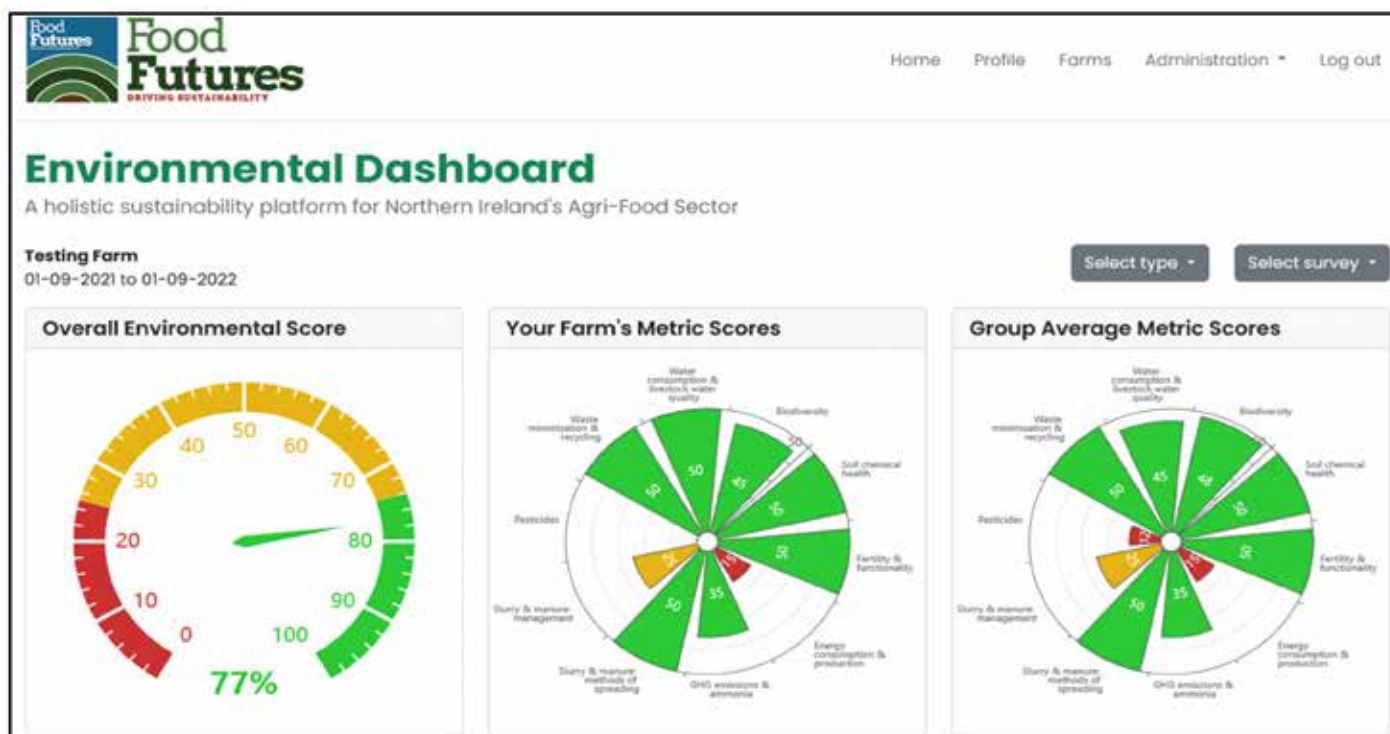 Food
Futures
Food
Futures
DRIVING SUSTAINABILITY
Home Profile Farms Administration Log out
Environmental Dashboard
A holistic sustainability platform for Northern Ireland's Agri-Food Sector
Testing Farm
01-09-2021 to 01-09-2022
Select type
Select survey
Overall Environmental Score
0
10
20
30
40
50
60
70
80
90
100
77%
Your Farm's Metric Scores
Water
consumption &
livestock water
quality
Biodiversity
Soil chemical
health
Fertility &
functionality
Energy
consumption &
production
GHG emissions &
ammonia
Slurry & manure:
methods of
spreading
Slurry & manure:
management
Pesticides
Waste
minimisation &
recycling
50
45
50
50
35
50
50
Group Average Metric Scores
Water
consumption &
livestock water
quality
Biodiversity
Soil chemical
health
Fertility &
functionality
Energy
consumption &
production
GHG emissions &
ammonia
Slurry & manure:
methods of
spreading
Slurry & manure:
management
Pesticides
Waste
minimisation &
recycling
45
48
50
35
50
50